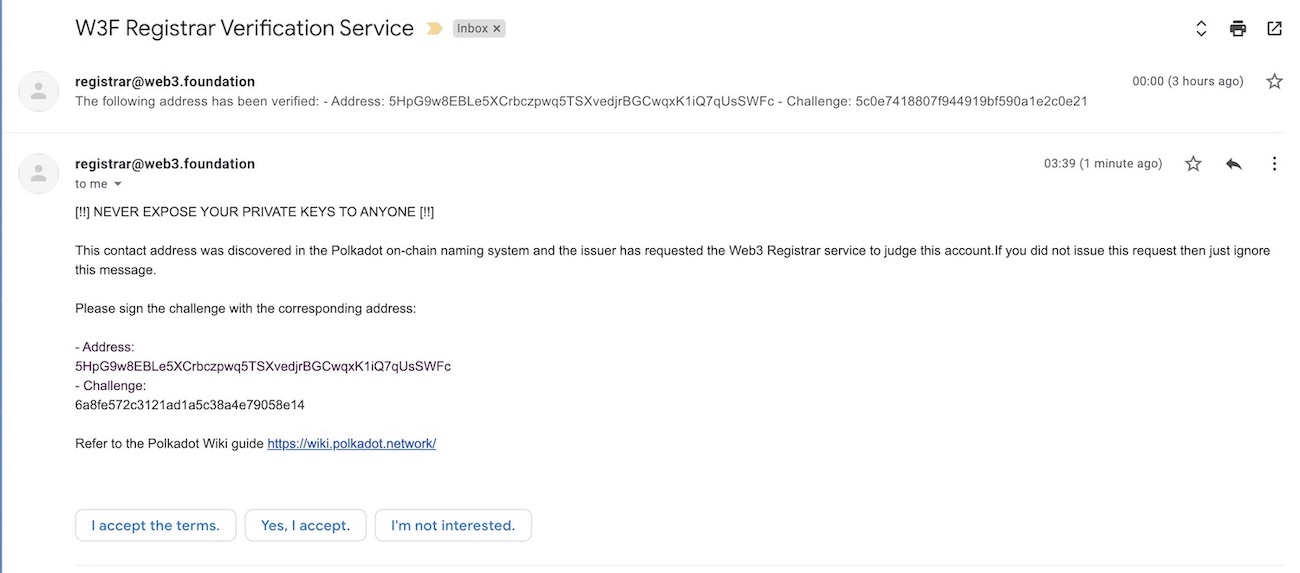 W3F Registrar Verification Service Inbox ×
registrar@web3.foundation 00:00 (3 hours ago)
The following address has been verified: - Address: 5HpG9w8EBLe5XCrbczpwq5TSXvedjrBGCwqxK1iQ7qUsSWFc - Challenge: 5c0e7418807f944919bf590a1e2c0e21
registrar@web3.foundation 03:39 (1 minute ago)
to me
[!!] NEVER EXPOSE YOUR PRIVATE KEYS TO ANYONE [!!]
This contact address was discovered in the Polkadot on-chain naming system and the issuer has requested the Web3 Registrar service to judge this account.If you did not issue this request then just ignore
this message.
Please sign the challenge with the corresponding address:
- Address:
5HpG9w8EBLe5XCrbczpwq5TSXvedjrBGCwqxK1iQ7qUsSWFc
- Challenge:
6a8fe572c3121ad1a5c38a4e79058e14
Refer to the Polkadot Wiki guide https://wiki.polkadot.network/
I accept the terms. Yes, I accept. I'm not interested.